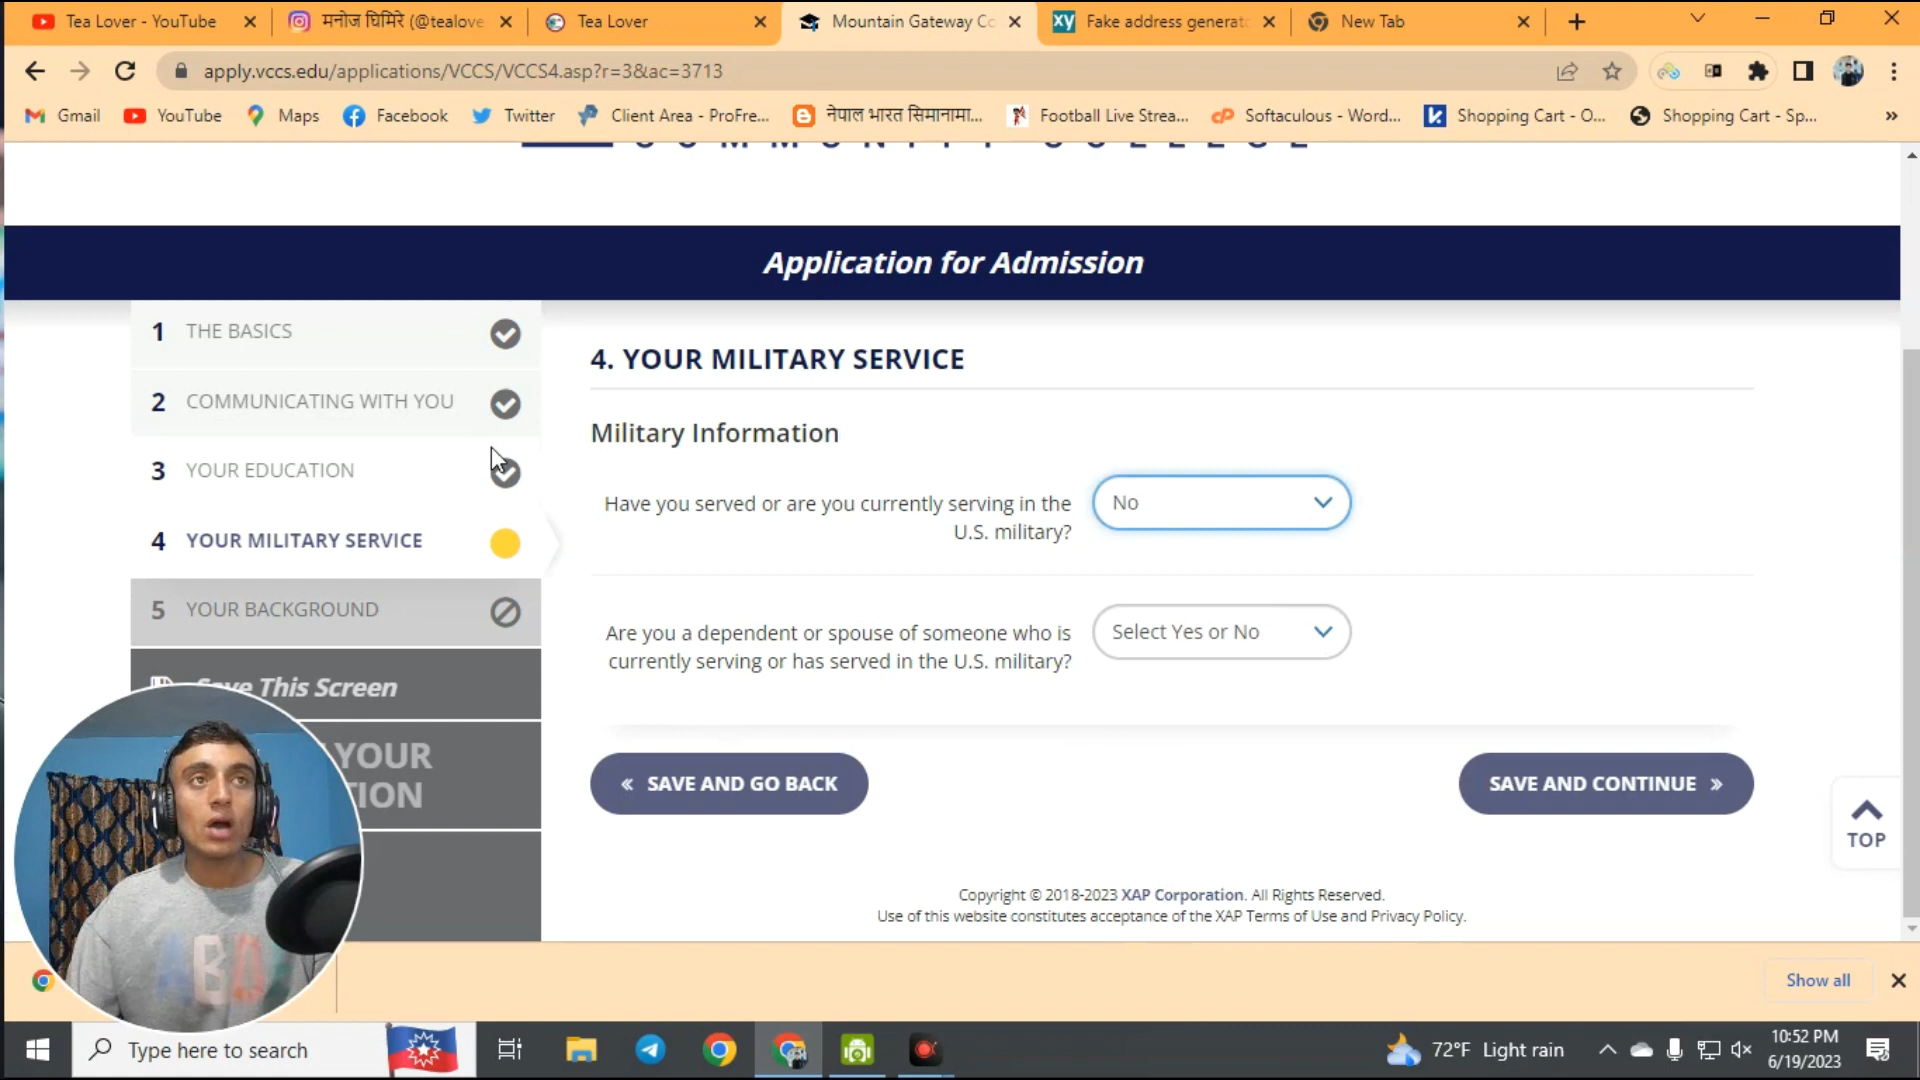 Tea Lover - YouTube
मनोज घिमिरे (@tealove
Tea Lover
Mountain Gateway Co
XY Fake address generato
New Tab
apply.vccs.edu/applications/VCCS/VCCS4.asp?r=3&ac=3713
Gmail YouTube Maps Facebook Twitter Client Area - ProFre... नेपाल भारत सिमानामा... Football Live Strea... Softaculous - Word... Shopping Cart - O... Shopping Cart - Sp... »
COMMUNITY COLLEGE
Application for Admission
1 THE BASICS
2 COMMUNICATING WITH YOU
3 YOUR EDUCATION
4 YOUR MILITARY SERVICE
5 YOUR BACKGROUND
Save This Screen
YOUR
TION
4. YOUR MILITARY SERVICE
Military Information
Have you served or are you currently serving in the
U.S. military?
No
Are you a dependent or spouse of someone who is
currently serving or has served in the U.S. military?
Select Yes or No
« SAVE AND GO BACK
SAVE AND CONTINUE »
TOP
Copyright © 2018-2023 XAP Corporation. All Rights Reserved.
Use of this website constitutes acceptance of the XAP Terms of Use and Privacy Policy.
Show all
Type here to search
72°F Light rain
10:52 PM
6/19/2023